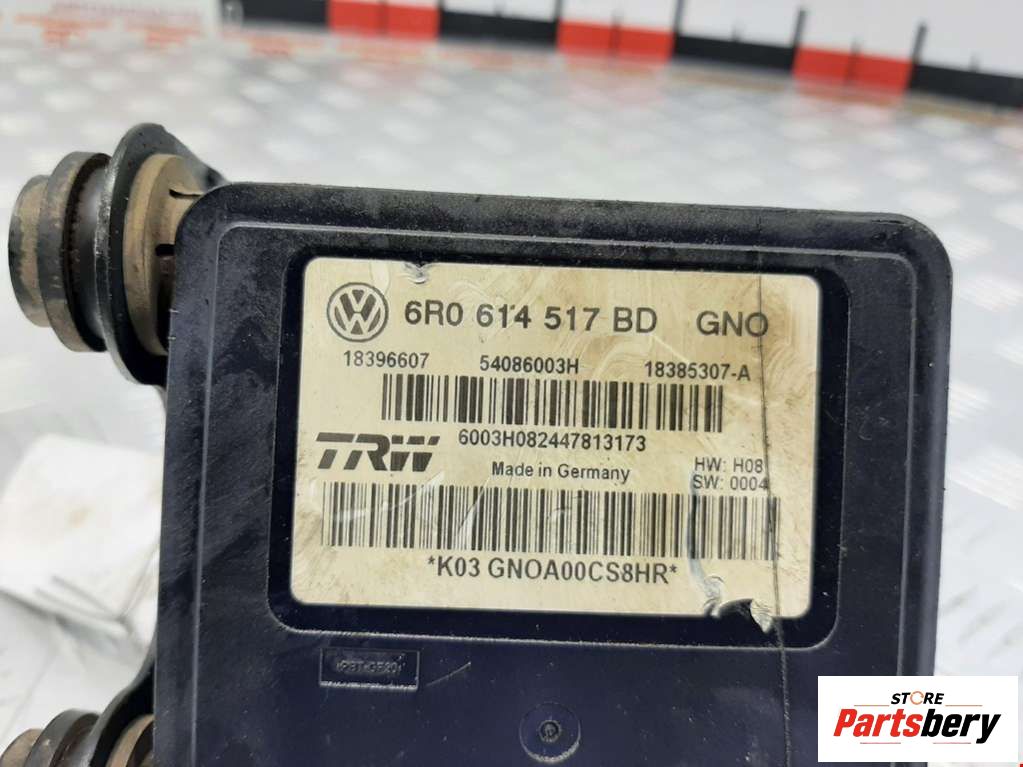 6R0 614 517 BD GNO
18396607 54086003H 18385307-A
6003H082447813173
TRW
Made in Germany
HW: H08
SW: 0004
*K03 GNOA00CS8HR*
STORE
Partsbery